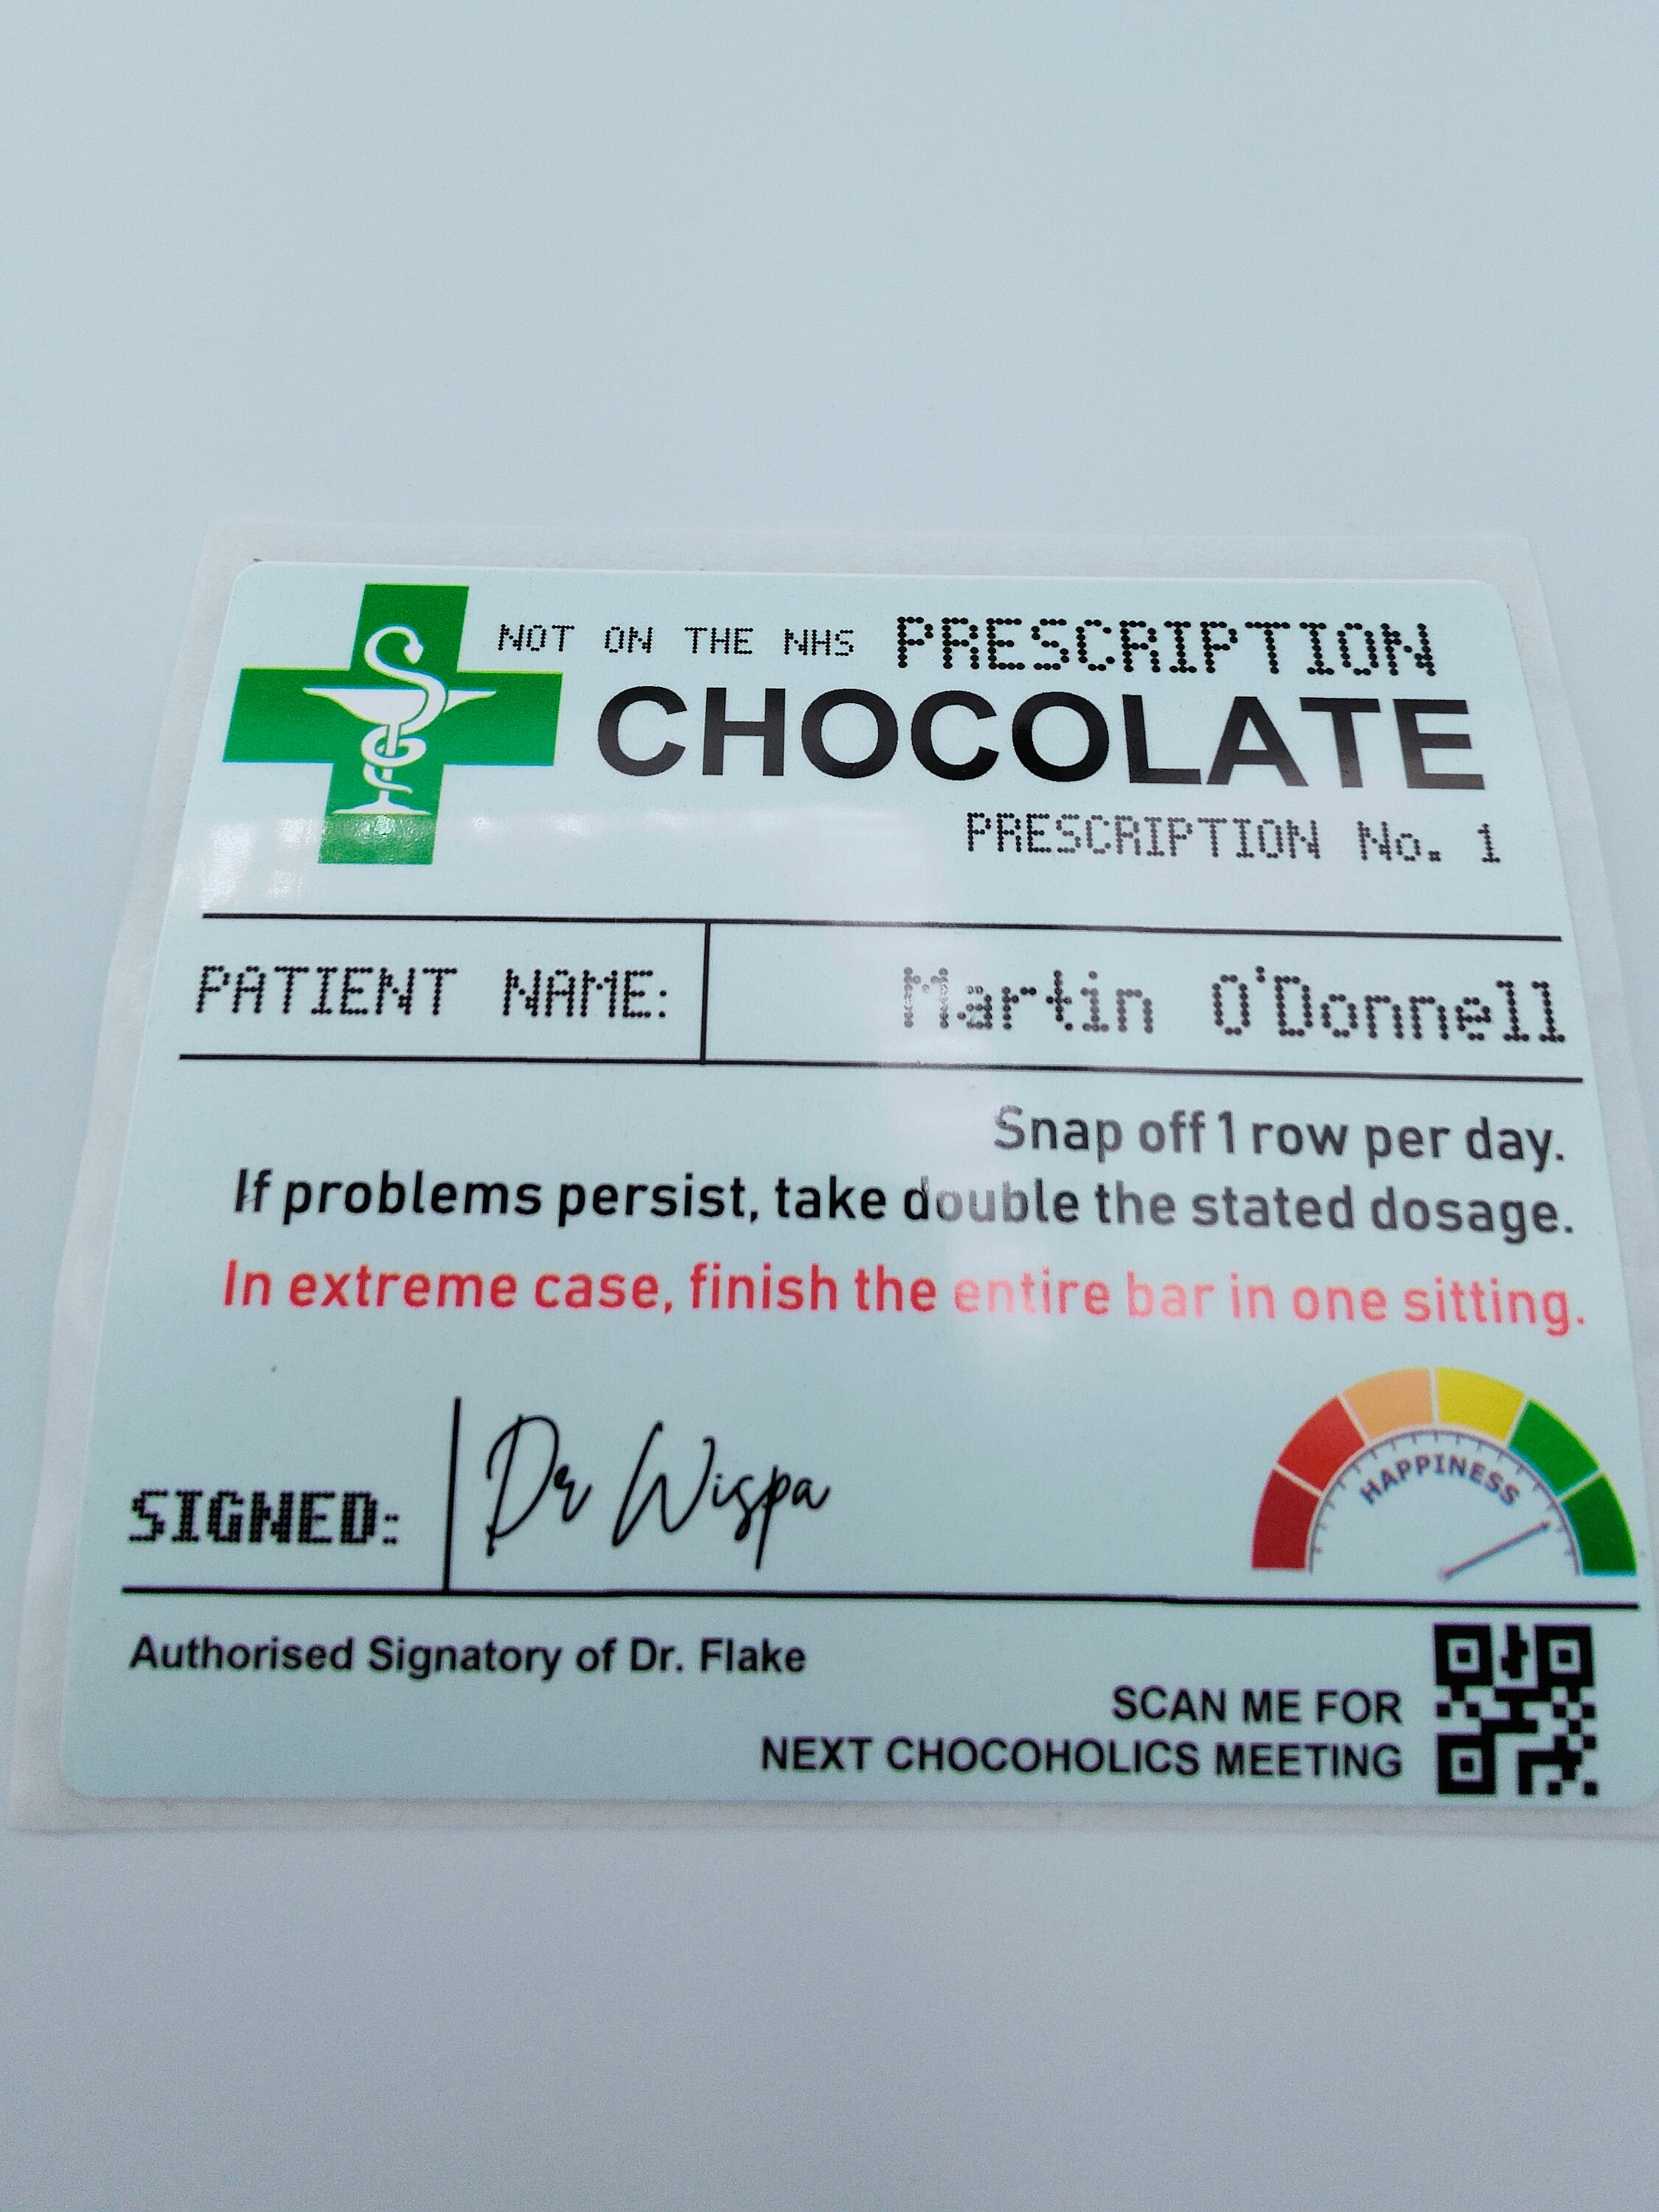 NOT ON THE NHS PRESCRIPTION
CHOCOLATE
PRESCRIPTION No. 1
PATIENT NAME: Martin O'Donnell
Snap off 1 row per day.
If problems persist, take double the stated dosage.
In extreme case, finish the entire bar in one sitting.
HAPPINESS
SIGNED: Dr Wispa
Authorised Signatory of Dr. Flake
SCAN ME FOR
NEXT CHOCOHOLICS MEETING